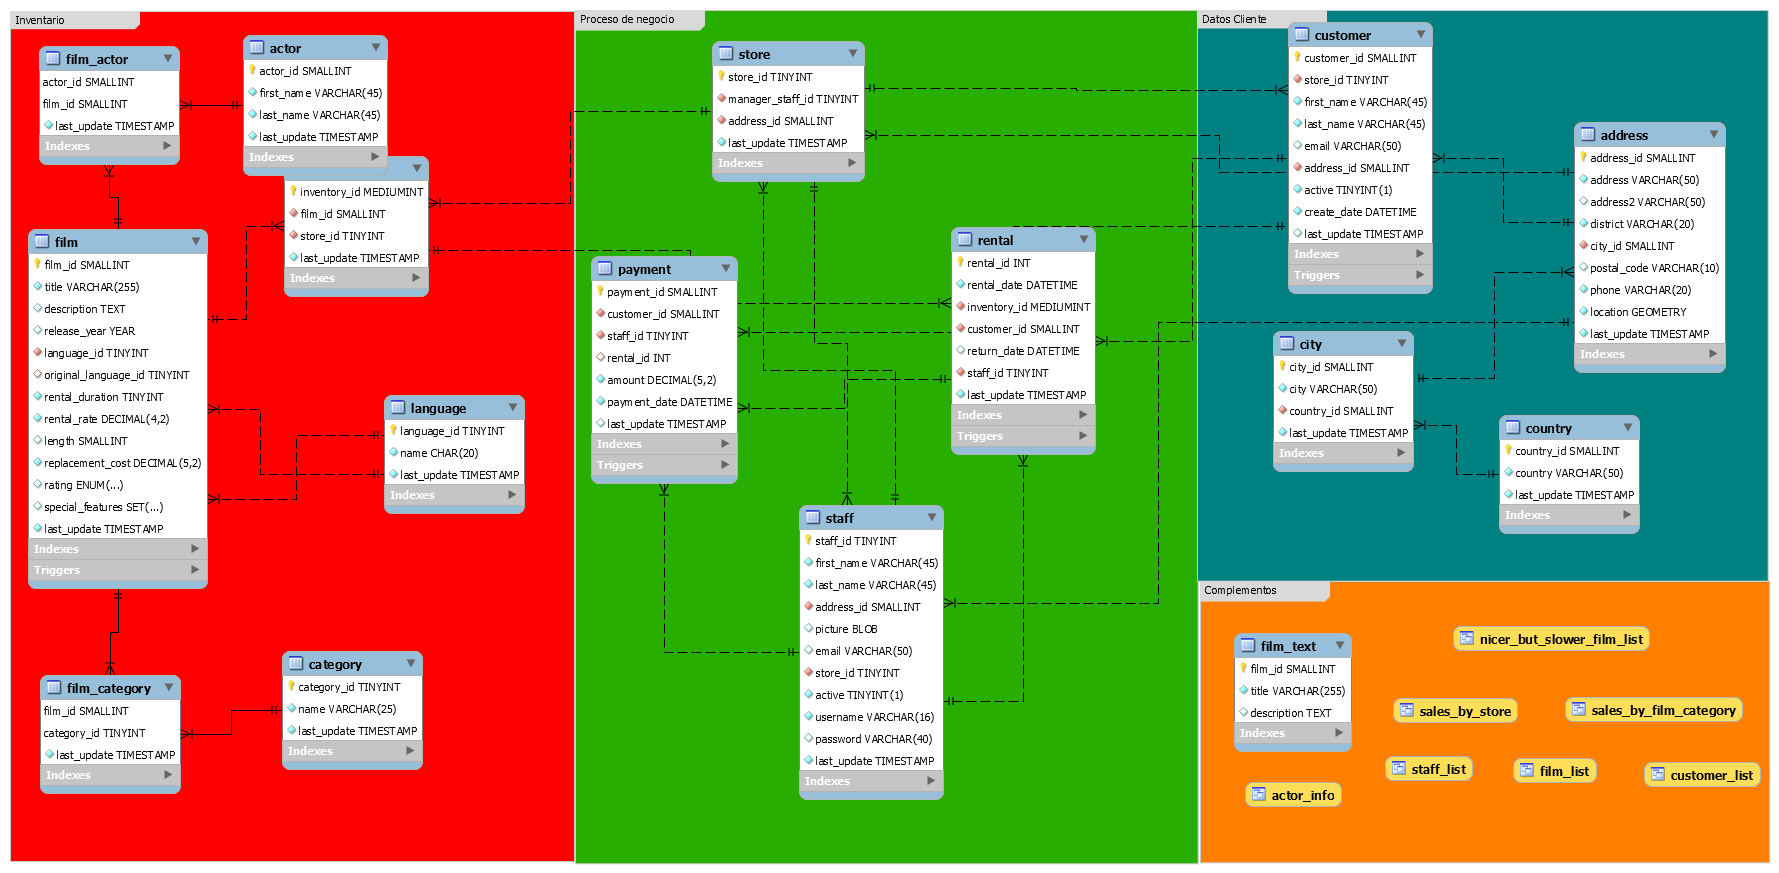 Inventario
film_actor
actor_id SMALLINT
film_id SMALLINT
last_update TIMESTAMP
Indexes
actor
actor_id SMALLINT
first_name VARCHAR(45)
last_name VARCHAR(45)
last_update TIMESTAMP
Indexes
inventory_id MEDIUMINT
film_id SMALLINT
store_id TINYINT
last_update TIMESTAMP
Indexes
film
film_id SMALLINT
title VARCHAR(255)
description TEXT
release_year YEAR
language_id TINYINT
original_language_id TINYINT
rental_duration TINYINT
rental_rate DECIMAL(4,2)
length SMALLINT
replacement_cost DECIMAL(5,2)
rating ENUM(...)
special_features SET(...)
last_update TIMESTAMP
Indexes
Triggers
language
language_id TINYINT
name CHAR(20)
last_update TIMESTAMP
Indexes
film_category
film_id SMALLINT
category_id TINYINT
last_update TIMESTAMP
Indexes
category
category_id TINYINT
name VARCHAR(25)
last_update TIMESTAMP
Indexes
Proceso de negocio
store
store_id TINYINT
manager_staff_id TINYINT
address_id SMALLINT
last_update TIMESTAMP
Indexes
payment
payment_id SMALLINT
customer_id SMALLINT
staff_id TINYINT
rental_id INT
amount DECIMAL(5,2)
payment_date DATETIME
last_update TIMESTAMP
Indexes
Triggers
rental
rental_id INT
rental_date DATETIME
inventory_id MEDIUMINT
customer_id SMALLINT
return_date DATETIME
staff_id TINYINT
last_update TIMESTAMP
Indexes
Triggers
staff
staff_id TINYINT
first_name VARCHAR(45)
last_name VARCHAR(45)
address_id SMALLINT
picture BLOB
email VARCHAR(50)
store_id TINYINT
active TINYINT(1)
username VARCHAR(16)
password VARCHAR(40)
last_update TIMESTAMP
Indexes
Datos Cliente
customer
customer_id SMALLINT
store_id TINYINT
first_name VARCHAR(45)
last_name VARCHAR(45)
email VARCHAR(50)
address_id SMALLINT
active TINYINT(1)
create_date DATETIME
last_update TIMESTAMP
Indexes
Triggers
address
address_id SMALLINT
address VARCHAR(50)
address2 VARCHAR(50)
district VARCHAR(20)
city_id SMALLINT
postal_code VARCHAR(10)
phone VARCHAR(20)
location GEOMETRY
last_update TIMESTAMP
Indexes
city
city_id SMALLINT
city VARCHAR(50)
country_id SMALLINT
last_update TIMESTAMP
Indexes
country
country_id SMALLINT
country VARCHAR(50)
last_update TIMESTAMP
Indexes
Complementos
film_text
film_id SMALLINT
title VARCHAR(255)
description TEXT
Indexes
nicer_but_slower_film_list
sales_by_store
sales_by_film_category
staff_list
film_list
customer_list
actor_info